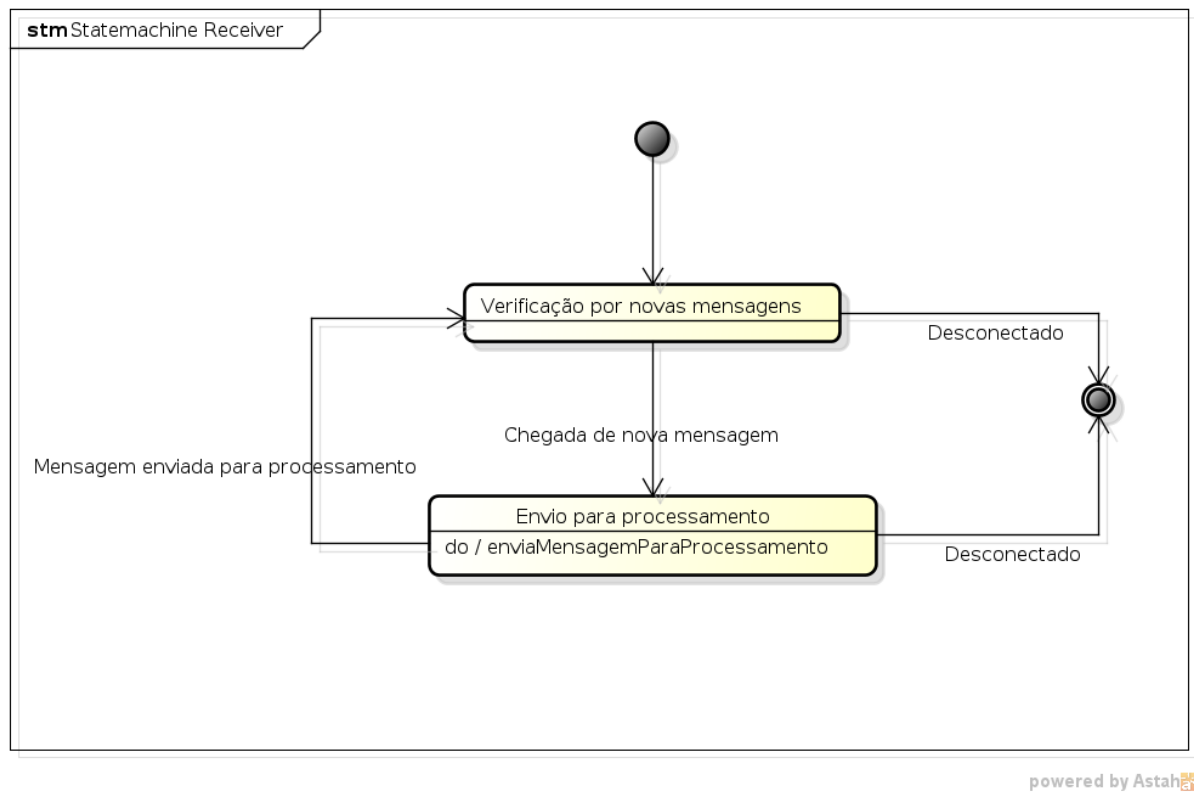 stm Statemachine Receiver
Verificação por novas mensagens
Desconectado
Chegada de nova mensagem
Mensagem enviada para processamento
Envio para processamento
do / enviaMensagemParaProcessamento
Desconectado
powered by Astah